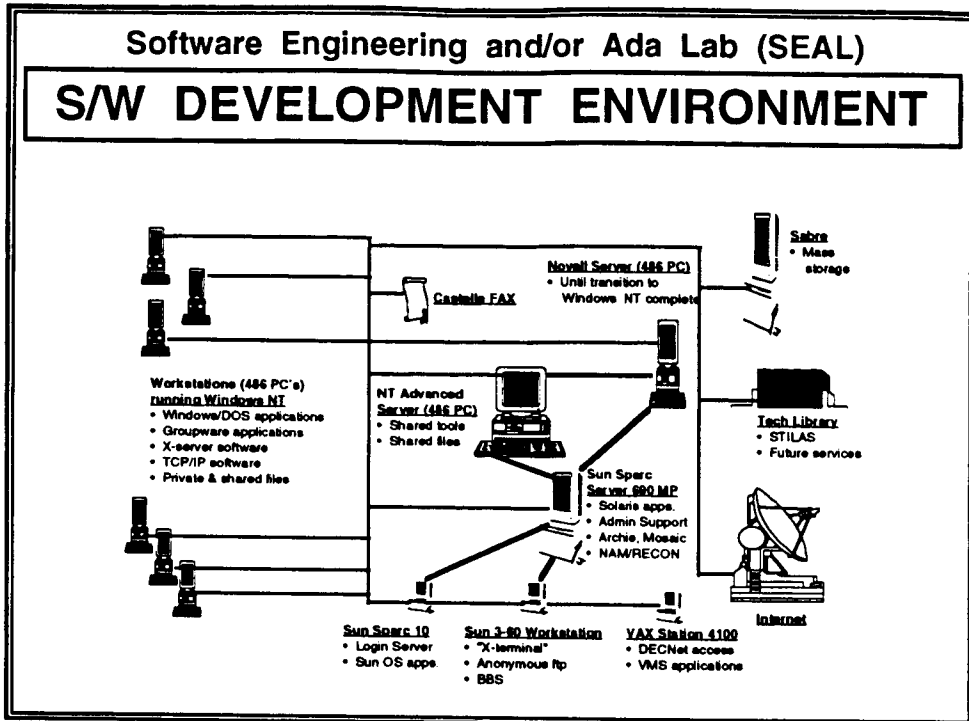 Software Engineering and/or Ada Lab (SEAL)
S/W DEVELOPMENT ENVIRONMENT
Sabre
• Mass
storage
Novell Server (486 PC)
• Until transition to
Windows NT complete
Castelle FAX
Workstations (486 PC's)
running Windows NT
• Windows/DOS applications
• Groupware applications
• X-server software
• TCP/IP software
• Private & shared files
NT Advanced
Server (486 PC)
• Shared tools
• Shared files
Tech Library
• STILAS
• Future services
Sun Sparc
Server 690 MP
• Solaris apps.
• Admin Support
• Archie, Mosaic
• NAM/RECON
Internet
Sun Sparc 10
• Login Server
• Sun OS apps.
Sun 3-60 Workstation
• "X-terminal"
• Anonymous ftp
• BBS
VAX Station 4100
• DECNet access
• VMS applications